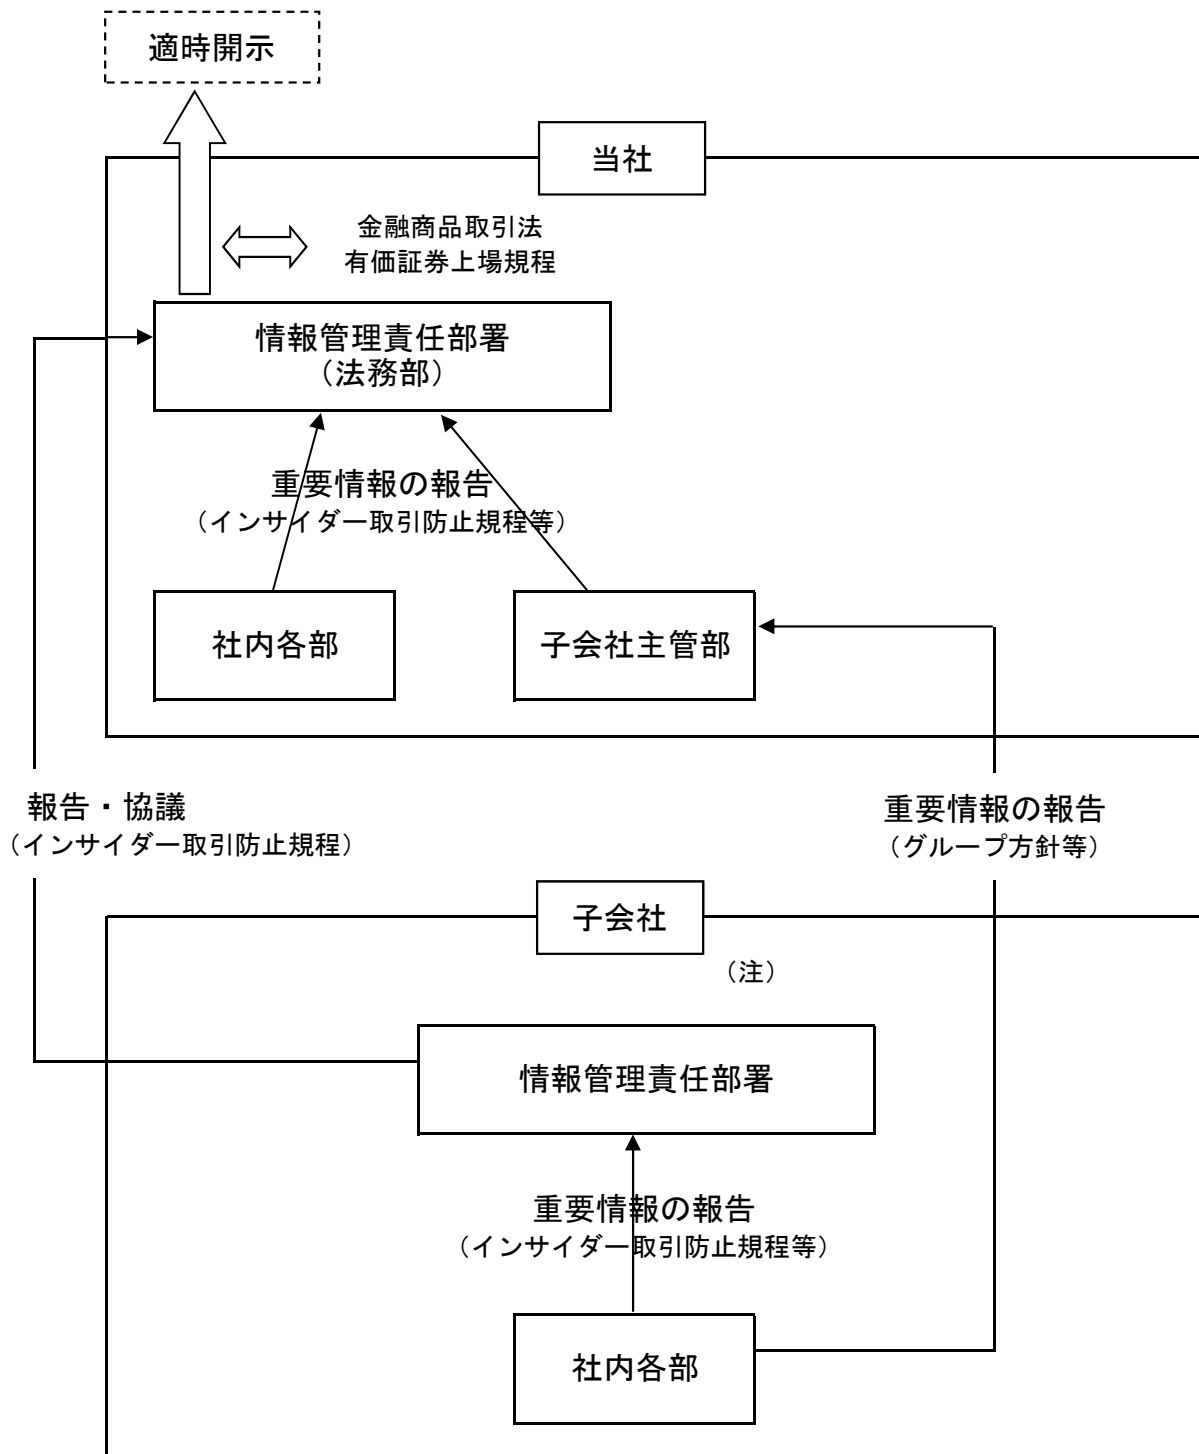 適時開示
当社
金融商品取引法
有価証券上場規程
情報管理責任部署
（法務部）
重要情報の報告
（インサイダー取引防止規程等）
社内各部
子会社主管部
報告・協議
（インサイダー取引防止規程）
重要情報の報告
（グループ方針等）
子会社
（注）
情報管理責任部署
重要情報の報告
（インサイダー取引防止規程等）
社内各部